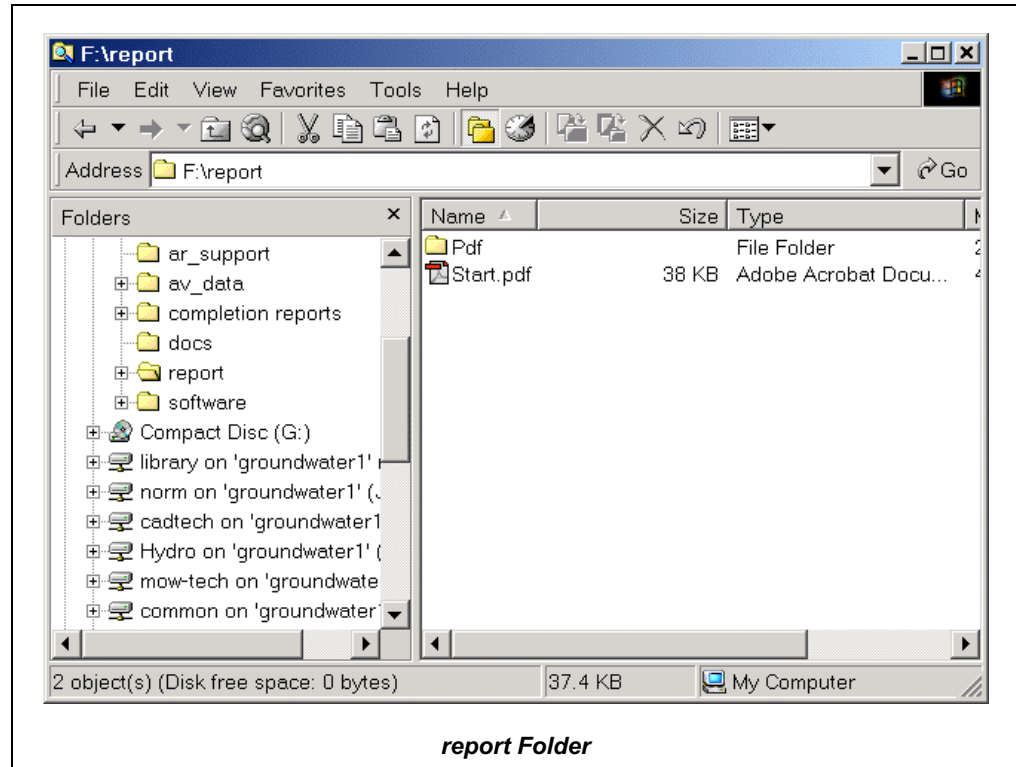 F:\report
File Edit View Favorites Tools Help
Address F:\report Go
Folders
Name Size Type
ar_support
av_data
completion reports
docs
report
software
Compact Disc (G:)
library on 'groundwater1'
norm on 'groundwater1'
cadtech on 'groundwater1
Hydro on 'groundwater1' (
mow-tech on 'groundwate
common on 'groundwater
Pdf File Folder
Start.pdf 38 KB Adobe Acrobat Docu...
2 object(s) (Disk free space: 0 bytes) 37.4 KB My Computer
report Folder